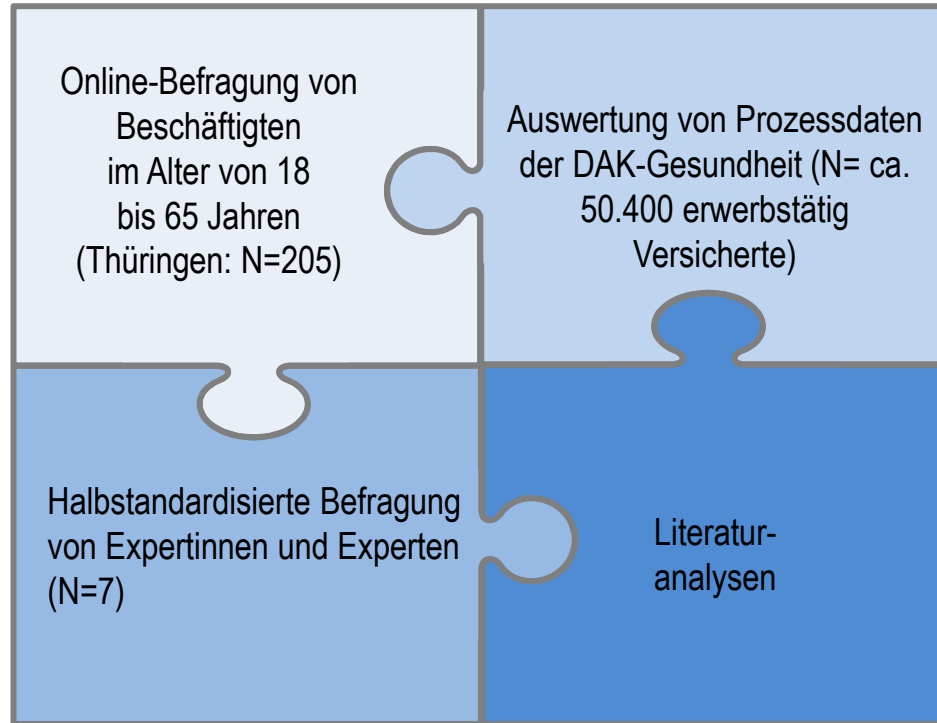 Online-Befragung von
Beschäftigten
im Alter von 18
bis 65 Jahren
(Thüringen: N=205)
Auswertung von Prozessdaten
der DAK-Gesundheit (N= ca.
50.400 erwerbstätig
Versicherte)
Halbstandardisierte Befragung
von Expertinnen und Experten
(N=7)
Literatur-
analysen